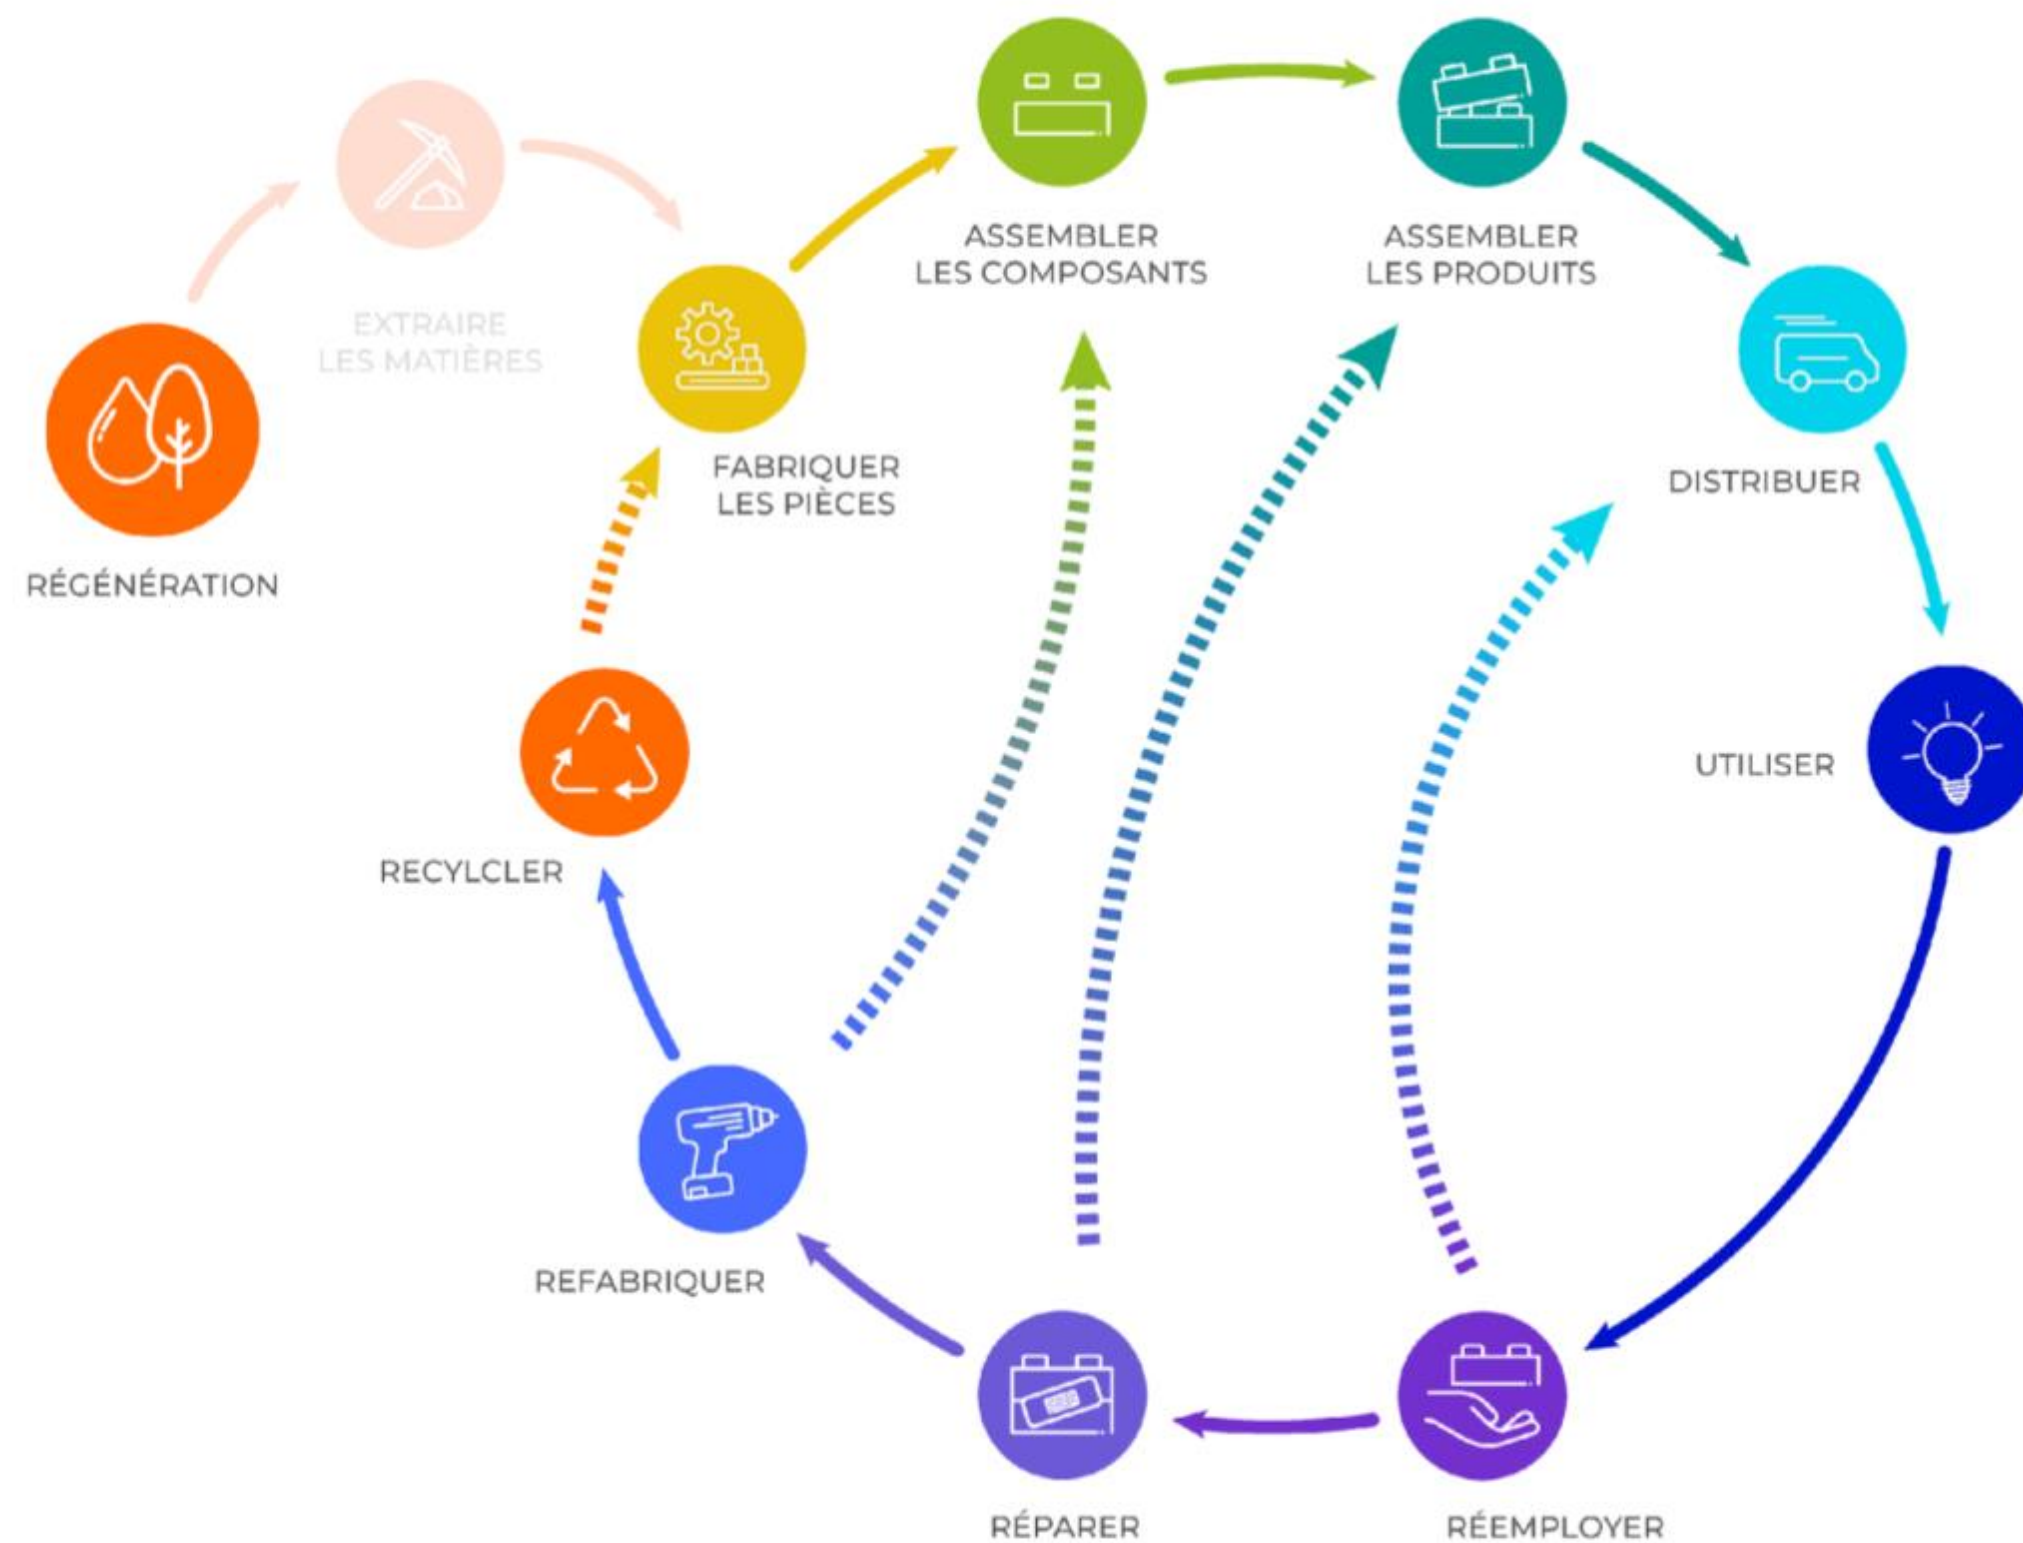 ASSEMBLER
LES COMPOSANTS
ASSEMBLER
LES PRODUITS
EXTRAIRE
LES MATIÈRES
FABRIQUER
LES PIÈCES
DISTRIBUER
RÉGÉNÉRATION
UTILISER
RECYLCLER
REFABRIQUER
RÉPARER
RÉEMPLOYER